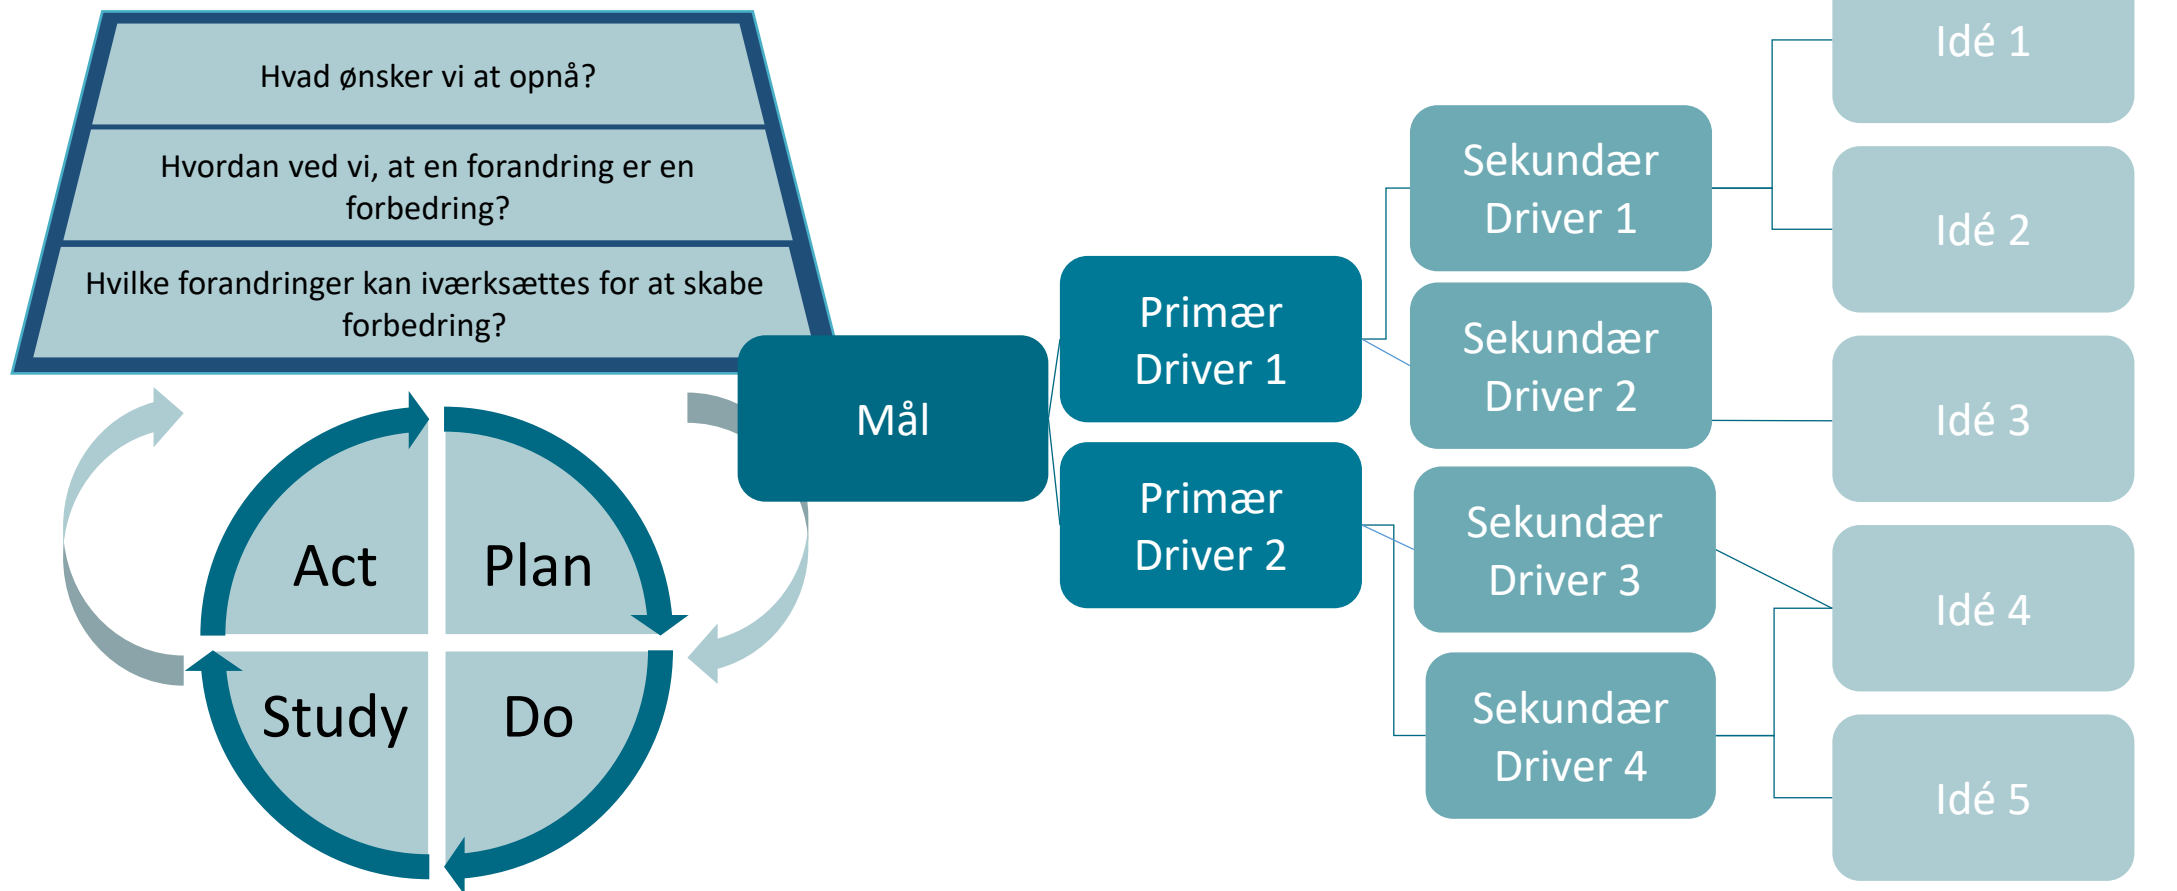 Hvad ønsker vi at opnå?
Hvordan ved vi, at en forandring er en
forbedring?
Hvilke forandringer kan iværksættes for at skabe
forbedring?
Act
Plan
Study
Do
Mål
Primær
Driver 1
Primær
Driver 2
Sekundær
Driver 1
Sekundær
Driver 2
Sekundær
Driver 3
Sekundær
Driver 4
Idé 1
Idé 2
Idé 3
Idé 4
Idé 5